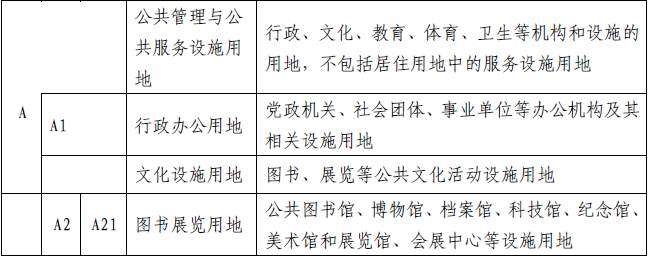 公共管理与公
共服务设施用
地
行政、文化、教育、体育、卫生等机构和设施的
用地，不包括居住用地中的服务设施用地
A
A1
行政办公用地
党政机关、社会团体、事业单位等办公机构及其
相关设施用地
文化设施用地
图书、展览等公共文化活动设施用地
A2
A21
图书展览用地
公共图书馆、博物馆、档案馆、科技馆、纪念馆、
美术馆和展览馆、会展中心等设施用地